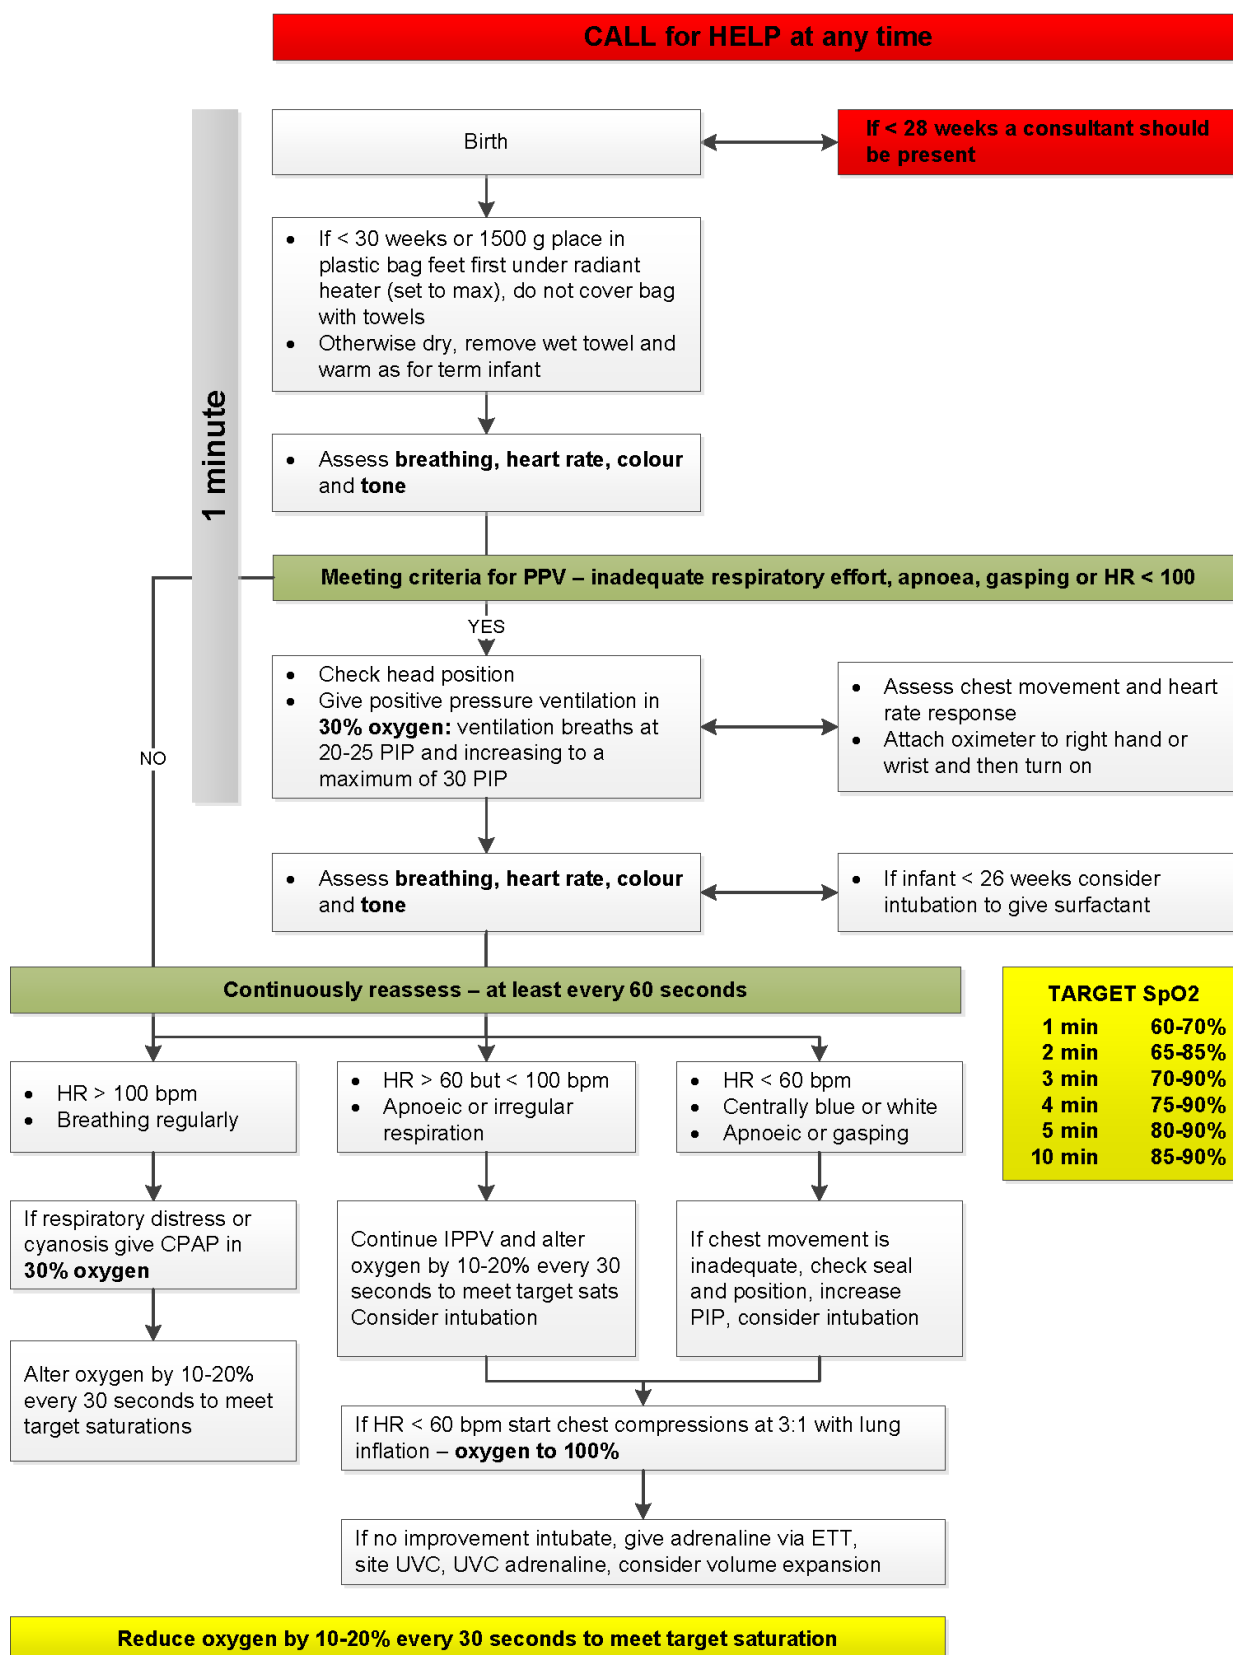 CALL for HELP at any time
Birth
If < 28 weeks a consultant should
be present
1 minute
• If < 30 weeks or 1500 g place in
plastic bag feet first under radiant
heater (set to max), do not cover bag
with towels
• Otherwise dry, remove wet towel and
warm as for term infant
• Assess breathing, heart rate, colour
and tone
Meeting criteria for PPV – inadequate respiratory effort, apnoea, gasping or HR < 100
YES
NO
• Check head position
• Give positive pressure ventilation in
30% oxygen: ventilation breaths at
20-25 PIP and increasing to a
maximum of 30 PIP
• Assess chest movement and heart
rate response
• Attach oximeter to right hand or
wrist and then turn on
• Assess breathing, heart rate, colour
and tone
• If infant < 26 weeks consider
intubation to give surfactant
Continuously reassess – at least every 60 seconds
TARGET SpO2
1 min 60-70%
2 min 65-85%
3 min 70-90%
4 min 75-90%
5 min 80-90%
10 min 85-90%
• HR > 100 bpm
• Breathing regularly
• HR > 60 but < 100 bpm
• Apnoeic or irregular
respiration
• HR < 60 bpm
• Centrally blue or white
• Apnoeic or gasping
If respiratory distress or
cyanosis give CPAP in
30% oxygen
Continue IPPV and alter
oxygen by 10-20% every 30
seconds to meet target sats
Consider intubation
If chest movement is
inadequate, check seal
and position, increase
PIP, consider intubation
Alter oxygen by 10-20%
every 30 seconds to meet
target saturations
If HR < 60 bpm start chest compressions at 3:1 with lung
inflation – oxygen to 100%
If no improvement intubate, give adrenaline via ETT,
site UVC, UVC adrenaline, consider volume expansion
Reduce oxygen by 10-20% every 30 seconds to meet target saturation